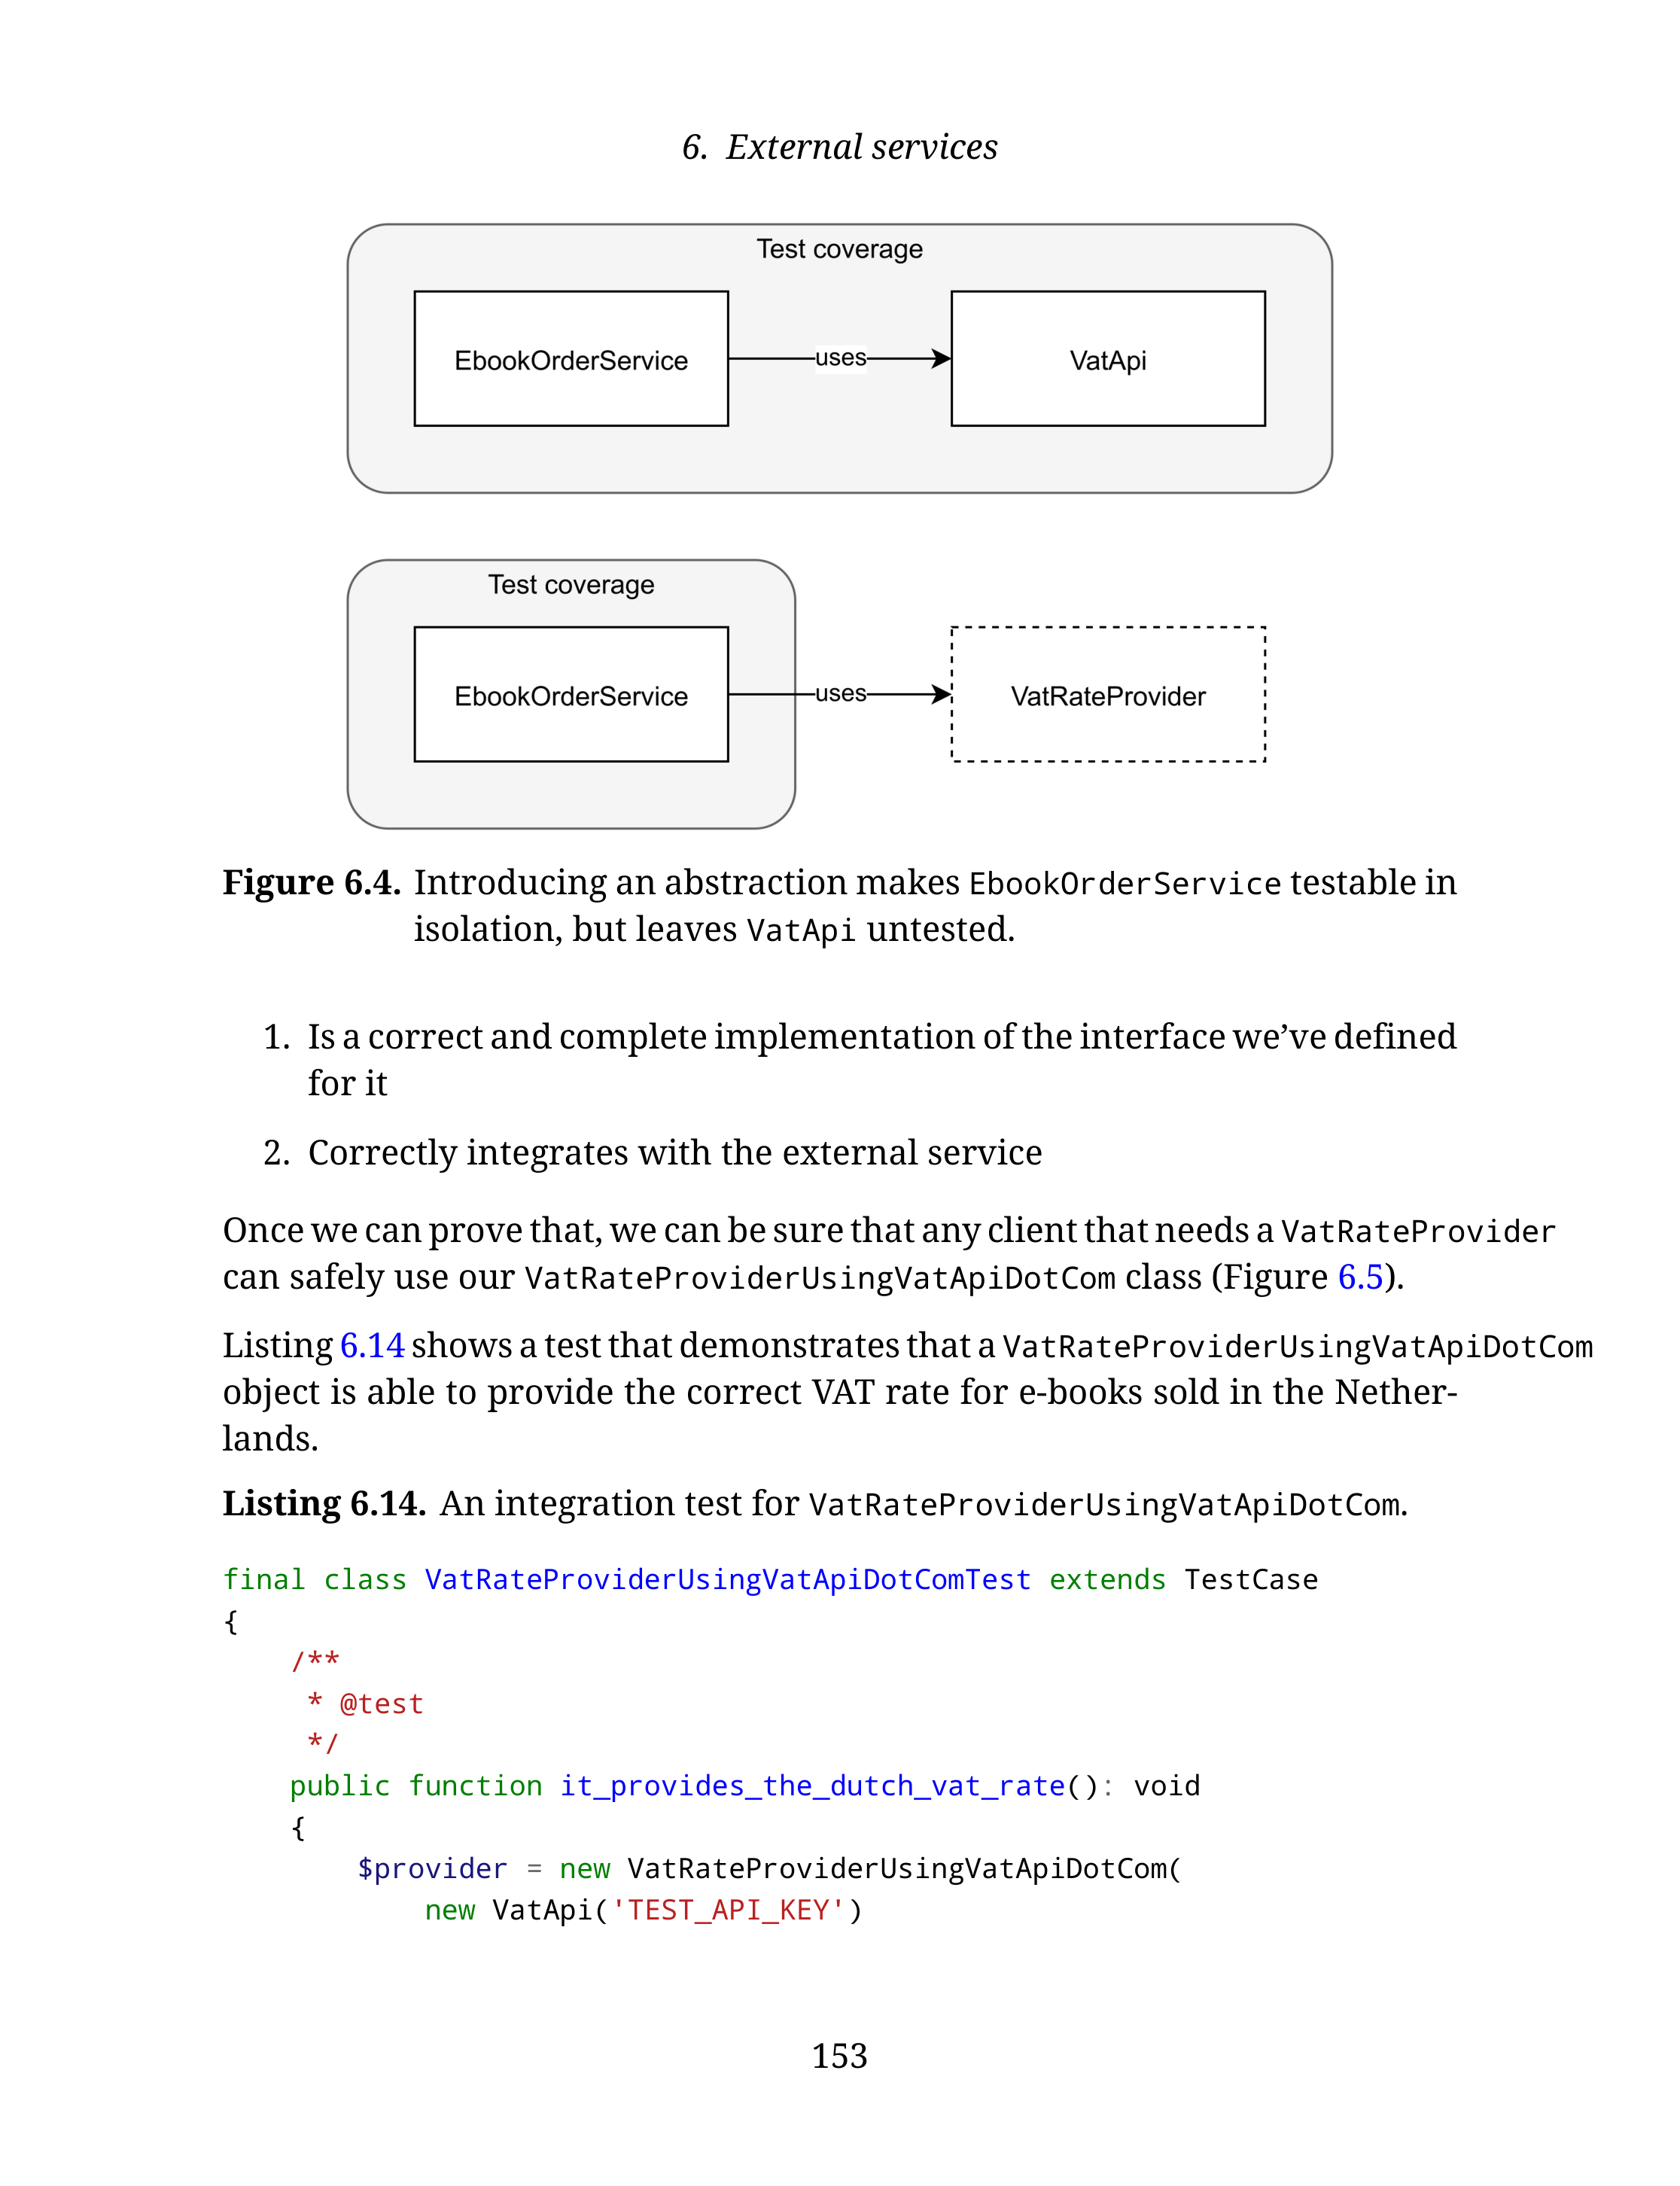 6. External services
Test coverage
EbookOrderService
uses
VatApi
Test coverage
EbookOrderService
uses
VatRateProvider
Figure 6.4. Introducing an abstraction makes EbookOrderService testable in
isolation, but leaves VatApi untested.
1. Is a correct and complete implementation of the interface we’ve defined
for it
2. Correctly integrates with the external service
Once we can prove that, we can be sure that any client that needs a VatRateProvider
can safely use our VatRateProviderUsingVatApiDotCom class (Figure 6.5).
Listing 6.14 shows a test that demonstrates that a VatRateProviderUsingVatApiDotCom
object is able to provide the correct VAT rate for e-books sold in the Nether-
lands.
Listing 6.14. An integration test for VatRateProviderUsingVatApiDotCom.
final class VatRateProviderUsingVatApiDotComTest extends TestCase
{
    /**
     * @test
     */
    public function it_provides_the_dutch_vat_rate(): void
    {
        $provider = new VatRateProviderUsingVatApiDotCom(
            new VatApi('TEST_API_KEY')
153